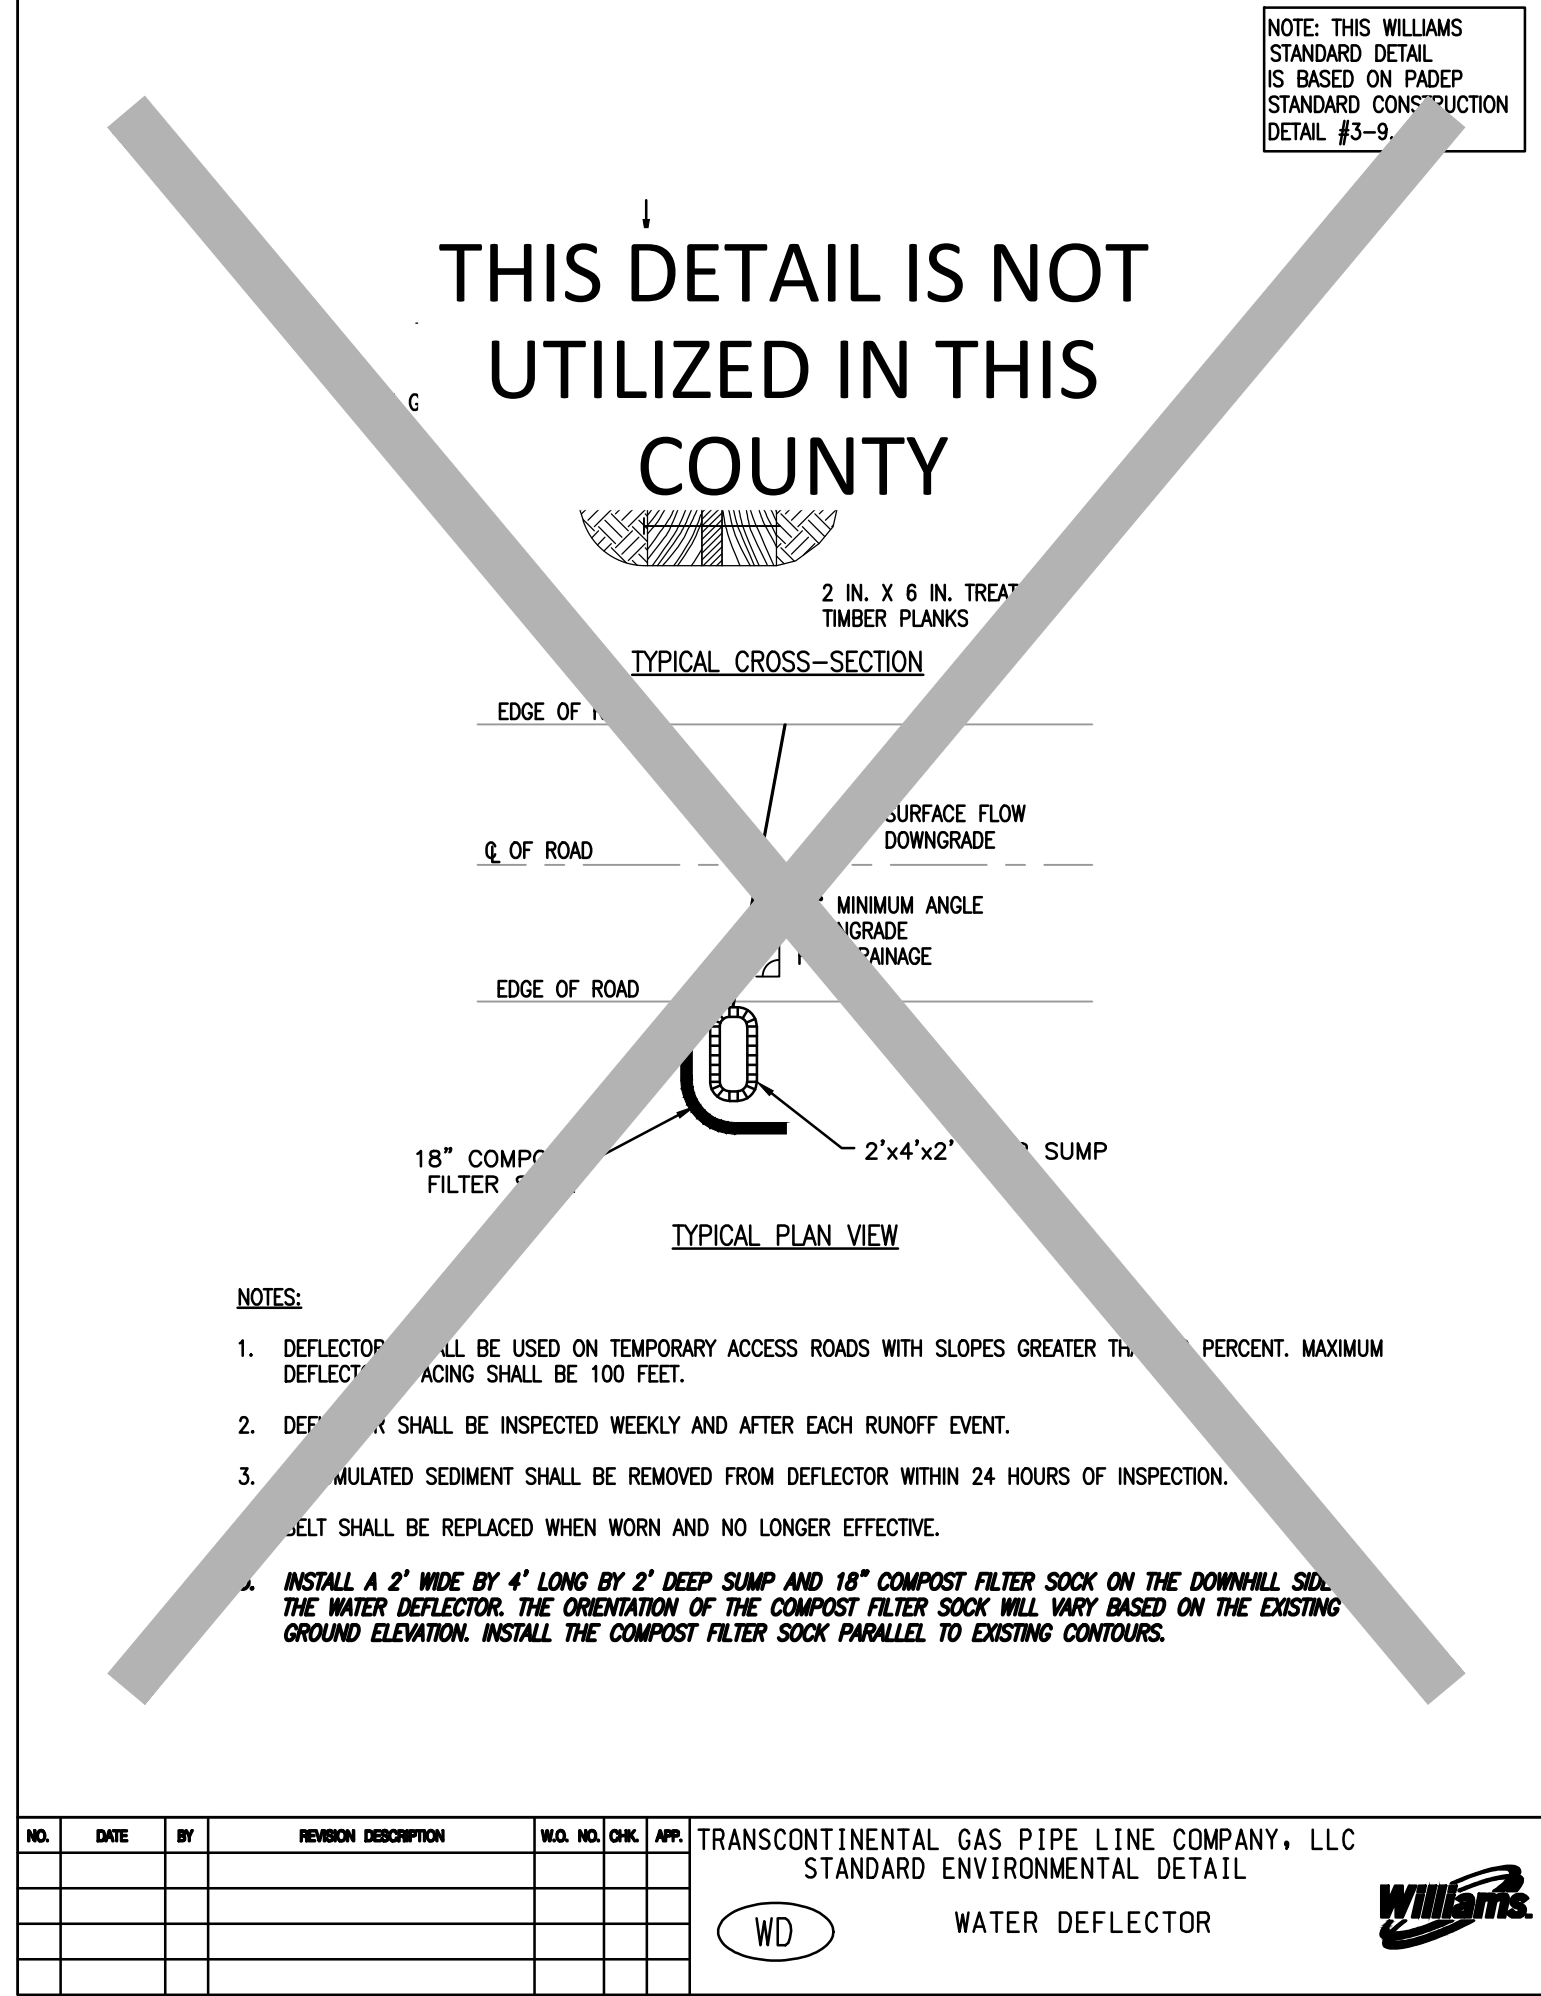 NOTE: THIS WILLIAMS
STANDARD DETAIL
IS BASED ON PADEP
STANDARD CONSTRUCTION
DETAIL #3-9.
THIS DETAIL IS NOT
UTILIZED IN THIS
COUNTY
G
2 IN. X 6 IN.
TIMBER PLANKS
TYPICAL CROSS-SECTION
EDGE OF
SURFACE FLOW
DOWNGRADE
℄ OF ROAD
MINIMUM ANGLE
EDGE OF ROAD
18"
FILTER
2'x4'x2' SUMP
TYPICAL PLAN VIEW
NOTES:
1. BE USED ON TEMPORARY ACCESS ROADS WITH SLOPES GREATER PERCENT. MAXIMUM
SHALL BE 100 FEET.
2. SHALL BE INSPECTED WEEKLY AND AFTER EACH RUNOFF EVENT.
3. SEDIMENT SHALL BE REMOVED FROM DEFLECTOR WITHIN 24 HOURS OF INSPECTION.
BELT SHALL BE REPLACED WHEN WORN AND NO LONGER EFFECTIVE.
INSTALL A 2' WIDE BY 4' LONG BY 2' DEEP SUMP AND 18" COMPOST FILTER SOCK ON THE DOWNHILL SIDE
THE WATER DEFLECTOR. THE ORIENTATION OF THE COMPOST FILTER SOCK WILL VARY BASED ON THE EXISTING
GROUND ELEVATION. INSTALL THE COMPOST FILTER SOCK PARALLEL TO EXISTING CONTOURS.
NO. DATE BY REVISION DESCRIPTION W.O. NO. CHK. APP.
TRANSCONTINENTAL GAS PIPE LINE COMPANY, LLC
STANDARD ENVIRONMENTAL DETAIL
WD
WATER DEFLECTOR
Williams.